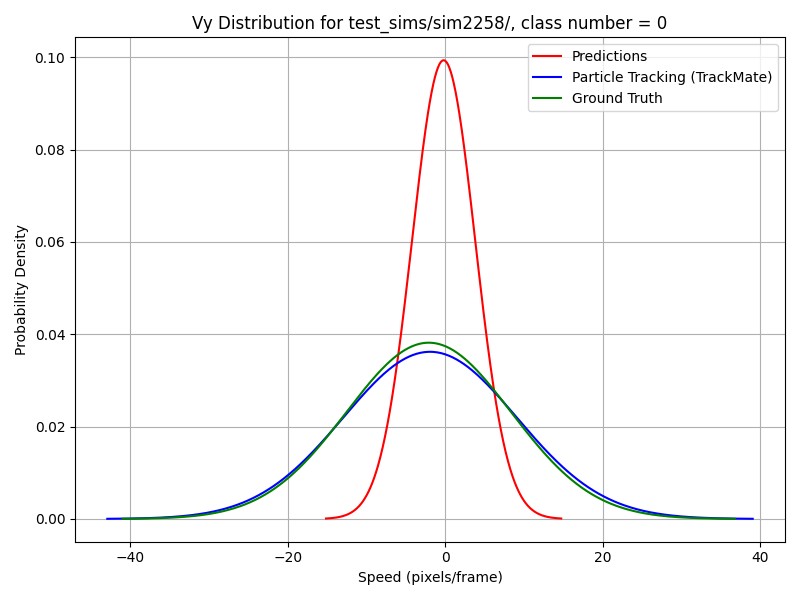 Vy Distribution for test_sims/sim2258/, class number = 0
Predictions
Particle Tracking (TrackMate)
Ground Truth
Probability Density
0.10
0.08
0.06
0.04
0.02
0.00
−40
−20
0
20
40
Speed (pixels/frame)